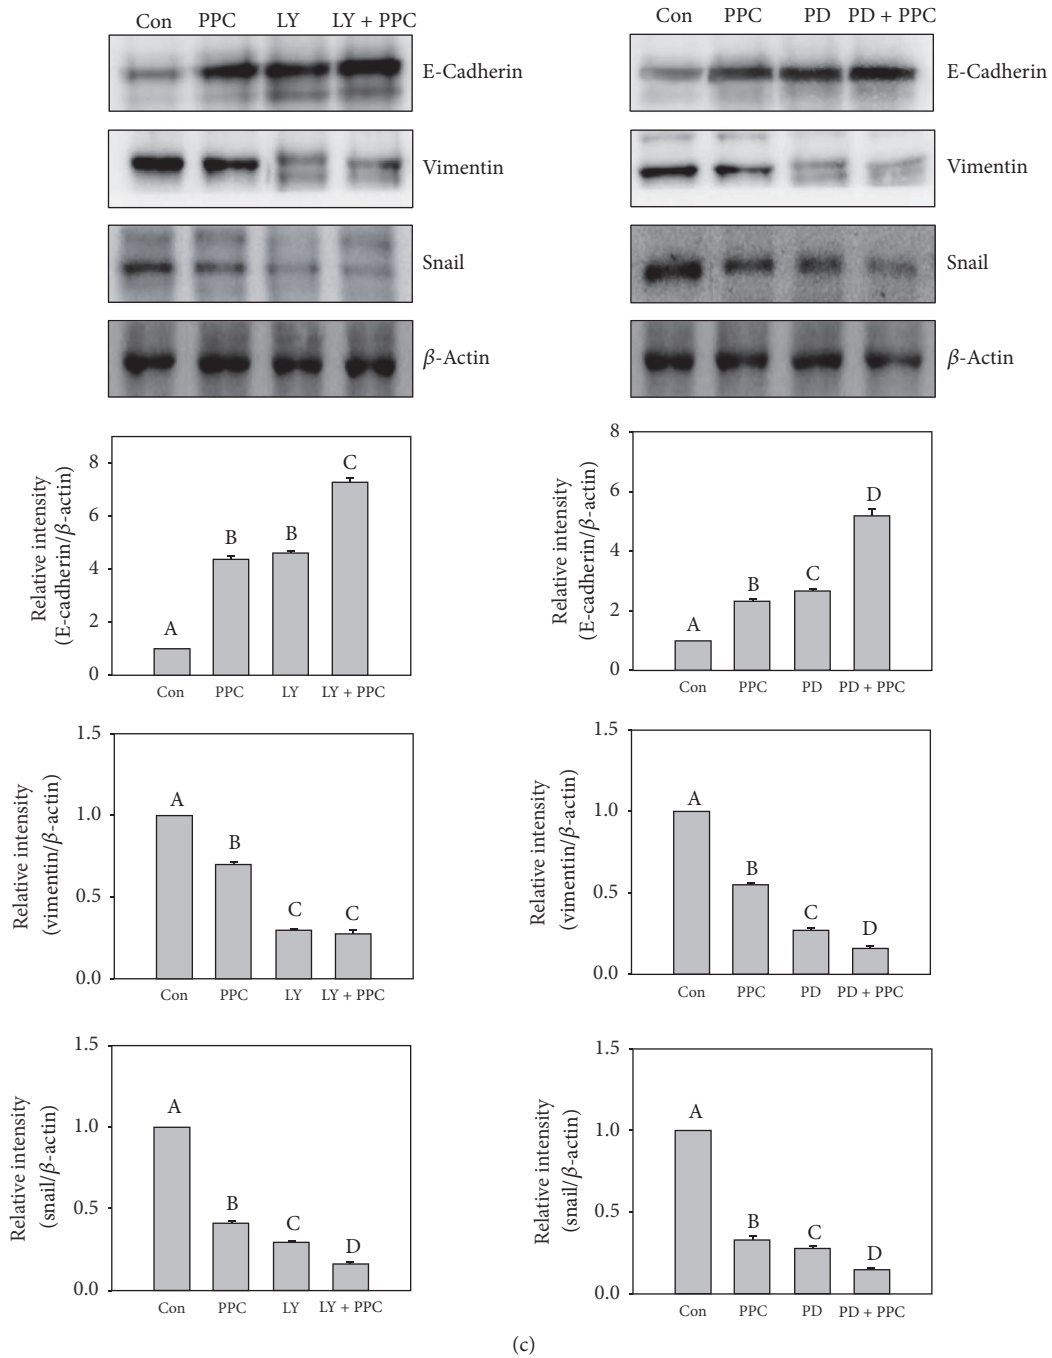 Con PPC LY LY + PPC
E-Cadherin
Vimentin
Snail
β-Actin
Con PPC PD PD + PPC
E-Cadherin
Vimentin
Snail
β-Actin
Relative intensity
(E-cadherin/β-actin)
8
6
4
2
0
A
B
B
C
Con PPC LY LY + PPC
Relative intensity
(E-cadherin/β-actin)
8
6
4
2
0
A
B
C
D
Con PPC PD PD + PPC
Relative intensity
(vimentin/β-actin)
1.5
1.0
0.5
0.0
A
B
C
C
Con PPC LY LY + PPC
Relative intensity
(vimentin/β-actin)
1.5
1.0
0.5
0.0
A
B
C
D
Con PPC PD PD + PPC
Relative intensity
(snail/β-actin)
1.5
1.0
0.5
0.0
A
B
C
D
Con PPC LY LY + PPC
Relative intensity
(snail/β-actin)
1.5
1.0
0.5
0.0
A
B
C
D
Con PPC PD PD + PPC
(c)